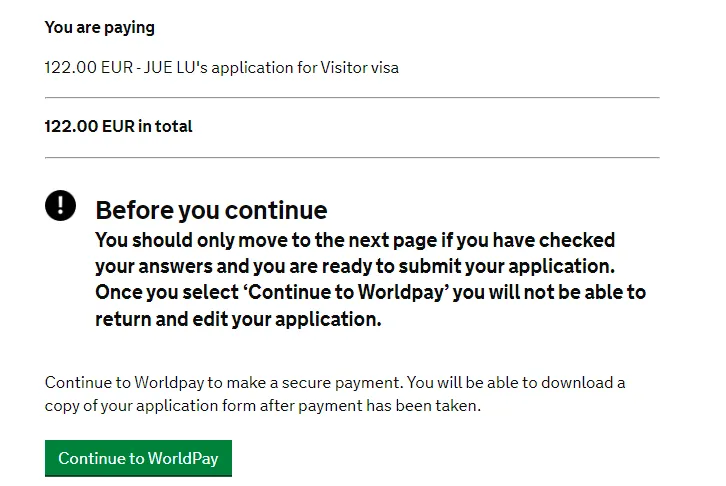 You are paying
122.00 EUR - JUE LU's application for Visitor visa
122.00 EUR in total
Before you continue
You should only move to the next page if you have checked
your answers and you are ready to submit your application.
Once you select ‘Continue to Worldpay’ you will not be able to
return and edit your application.
Continue to Worldpay to make a secure payment. You will be able to download a
copy of your application form after payment has been taken.
Continue to WorldPay